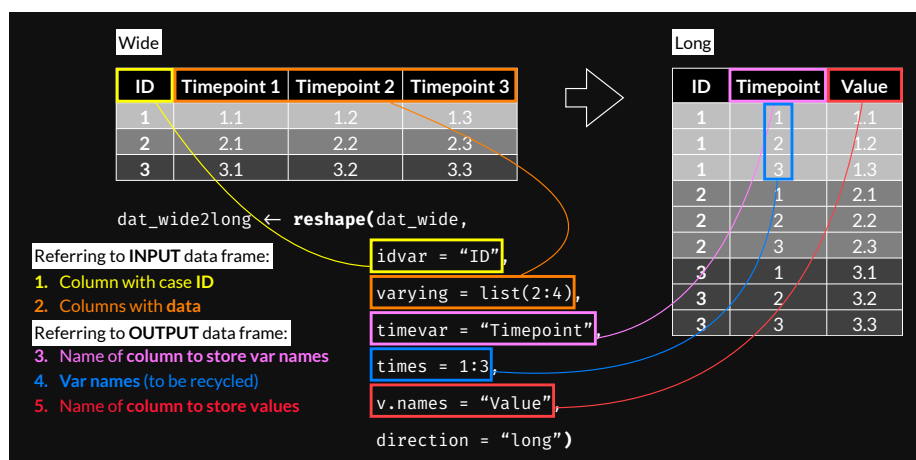 Wide
ID Timepoint 1 Timepoint 2 Timepoint 3
1 1.1 1.2 1.3
2 2.1 2.2 2.3
3 3.1 3.2 3.3
Long
ID Timepoint Value
1 1 1.1
1 2 1.2
1 3 1.3
2 1 2.1
2 2 2.2
2 3 2.3
3 1 3.1
3 2 3.2
3 3 3.3
dat_wide2long ← reshape(dat_wide,
idvar = “ID”,
varying = list(2:4),
timevar = “Timepoint”,
times = 1:3,
v.names = “Value”,
direction = “long”)
Referring to INPUT data frame:
1. Column with case ID
2. Columns with data
Referring to OUTPUT data frame:
3. Name of column to store var names
4. Var names (to be recycled)
5. Name of column to store values